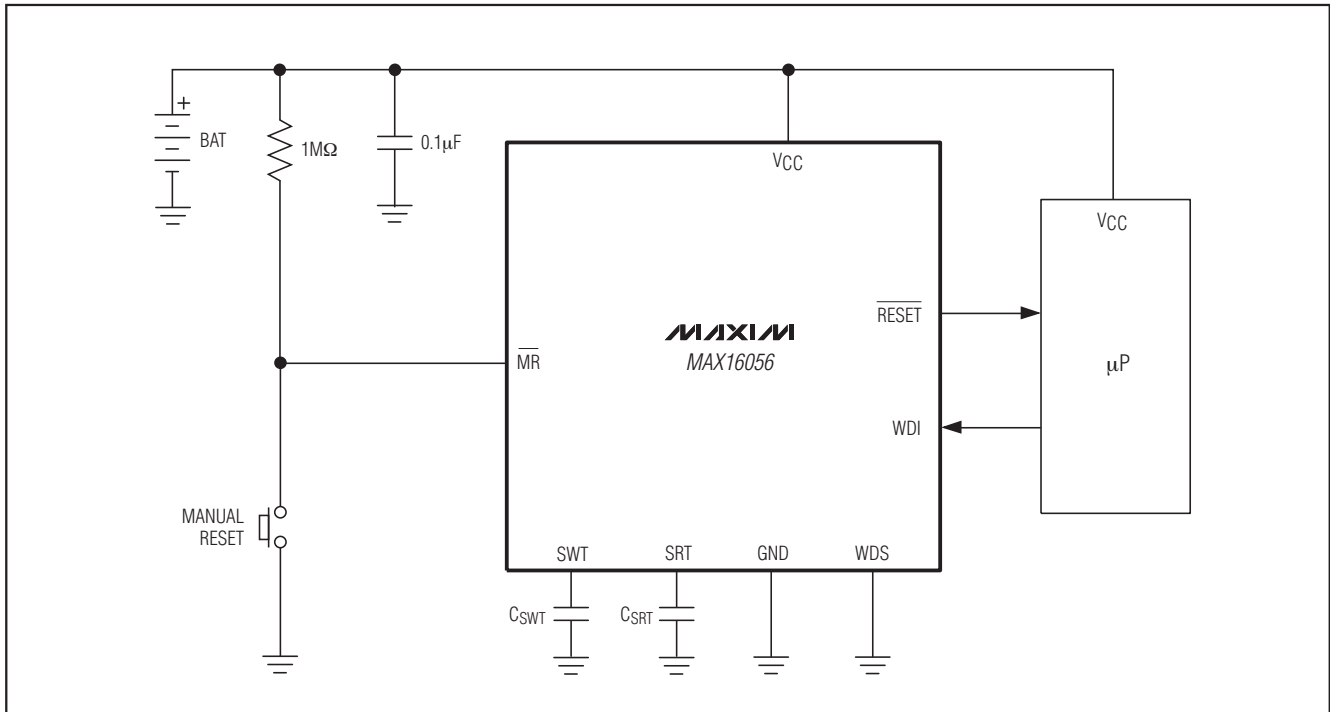 +
BAT
1MΩ
0.1µF
VCC
VCC
RESET
MAXIM
MAX16056
MR
µP
WDI
MANUAL
RESET
SWT
SRT
GND
WDS
CSWT
CSRT